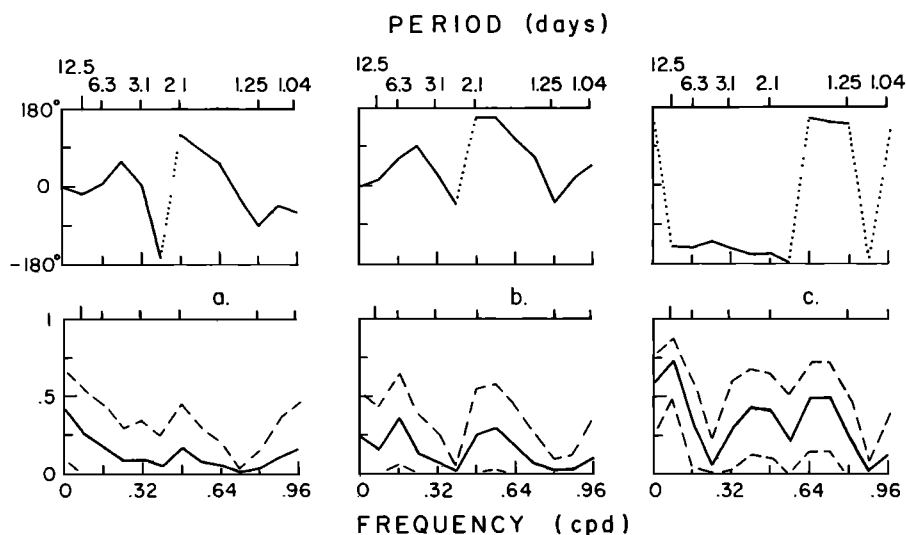 PERIOD (days)
12.5 12.5 12.5
6.3 3.1 2.1 1.25 1.04 6.3 3.1 2.1 1.25 1.04 6.3 3.1 2.1 1.25 1.04
180°
0
-180°
a. b. c.
1
.5
0
0 .32 .64 .96 0 .32 .64 .96 0 .32 .64 .96
FREQUENCY (cpd)